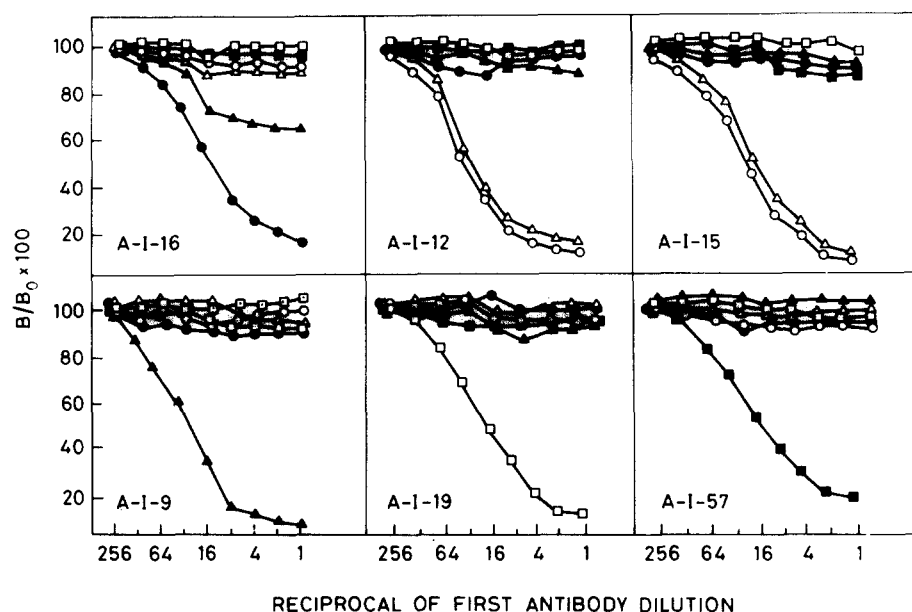 100
80
60
40
20
A-I-16
A-I-12
A-I-15
B/B₀ x 100
100
80
60
40
20
A-I-9
A-I-19
A-I-57
256 64 16 4 1
256 64 16 4 1
256 64 16 4 1
RECIPROCAL OF FIRST ANTIBODY DILUTION